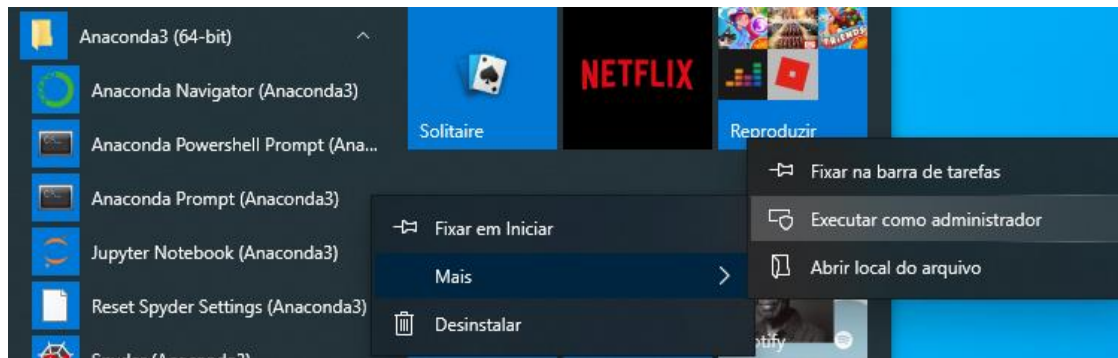 Anaconda3 (64-bit)
Anaconda Navigator (Anaconda3)
Anaconda Powershell Prompt (Ana...
Anaconda Prompt (Anaconda3)
Jupyter Notebook (Anaconda3)
Reset Spyder Settings (Anaconda3)
Solitaire
NETFLIX
FRIENDS
Reproduzir
Fixar em Iniciar
Mais
Desinstalar
Fixar na barra de tarefas
Executar como administrador
Abrir local do arquivo